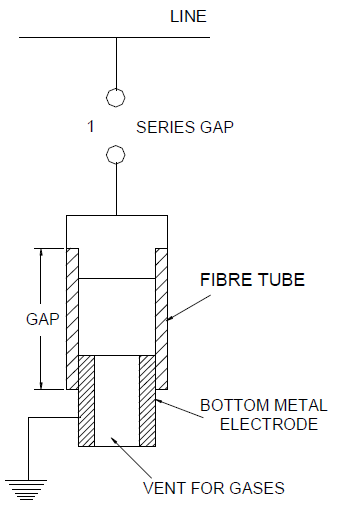 LINE
1 SERIES GAP
FIBRE TUBE
GAP
BOTTOM METAL
ELECTRODE
VENT FOR GASES